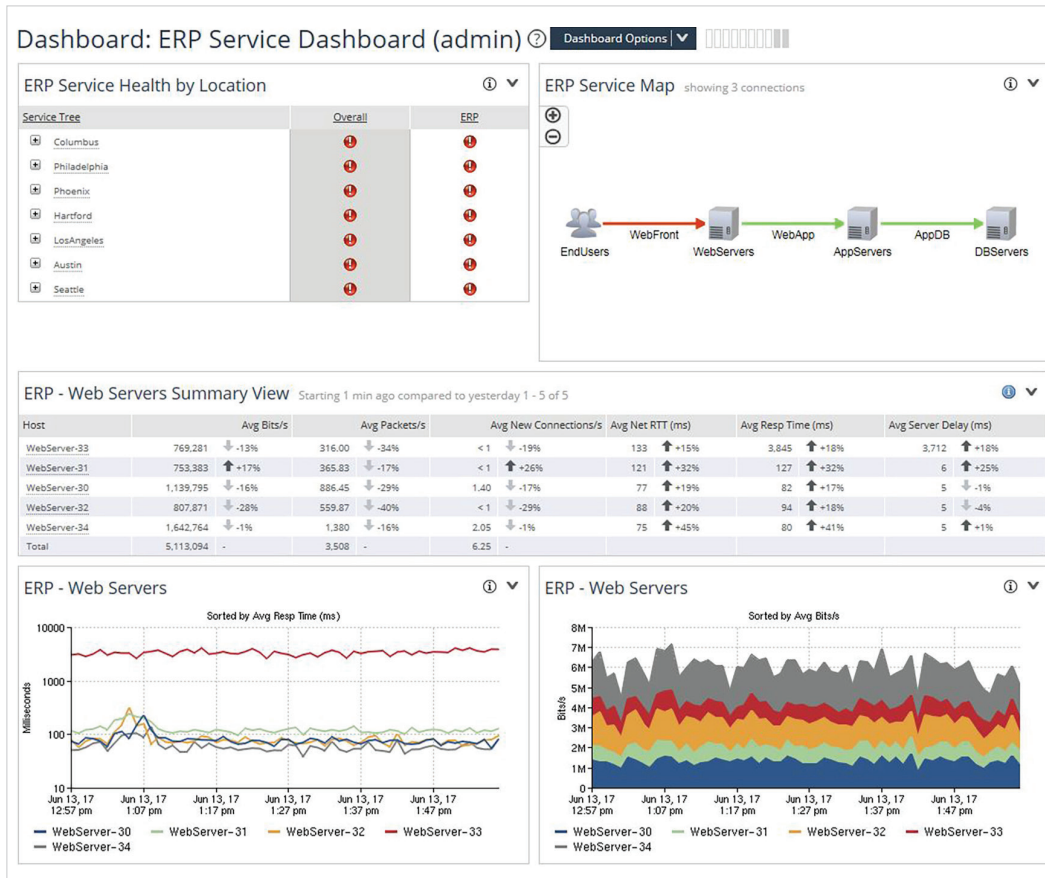 Dashboard: ERP Service Dashboard (admin) ? Dashboard Options
ERP Service Health by Location
Service Tree Overall ERP
Columbus
Philadelphia
Phoenix
Hartford
LosAngeles
Austin
Seattle
ERP Service Map showing 3 connections
WebFront WebApp AppDB
EndUsers WebServers AppServers DBServers
ERP - Web Servers Summary View Starting 1 min ago compared to yesterday 1 - 5 of 5
Host Avg Bits/s Avg Packets/s Avg New Connections/s Avg Net RTT (ms) Avg Resp Time (ms) Avg Server Delay (ms)
WebServer-33 769,281 -13% 316.00 -34% < 1 -19% 133 +15% 3,845 +18% 3,712 +18%
WebServer-31 753,383 +17% 365.83 -17% < 1 +26% 121 +32% 127 +32% 6 +25%
WebServer-30 1,139,795 -16% 886.45 -29% 1.40 -17% 77 +19% 82 +17% 5 -1%
WebServer-32 807,871 -28% 559.87 -40% < 1 -29% 88 +20% 94 +18% 5 -4%
WebServer-34 1,642,764 -1% 1,380 -16% 2.05 -1% 75 +45% 80 +41% 5 +1%
Total 5,113,094 - 3,508 - 6.25 -
ERP - Web Servers
Sorted by Avg Resp Time (ms)
Milliseconds
10000
1000
100
10
Jun 13, 17 Jun 13, 17 Jun 13, 17 Jun 13, 17 Jun 13, 17 Jun 13, 17
12:57 pm 1:07 pm 1:17 pm 1:27 pm 1:37 pm 1:47 pm
WebServer-30 WebServer-31 WebServer-32 WebServer-33
WebServer-34
ERP - Web Servers
Sorted by Avg Bits/s
Bits/s
8M
7M
6M
5M
4M
3M
2M
1M
0
Jun 13, 17 Jun 13, 17 Jun 13, 17 Jun 13, 17 Jun 13, 17 Jun 13, 17
12:57 pm 1:07 pm 1:17 pm 1:27 pm 1:37 pm 1:47 pm
WebServer-30 WebServer-31 WebServer-32 WebServer-33
WebServer-34